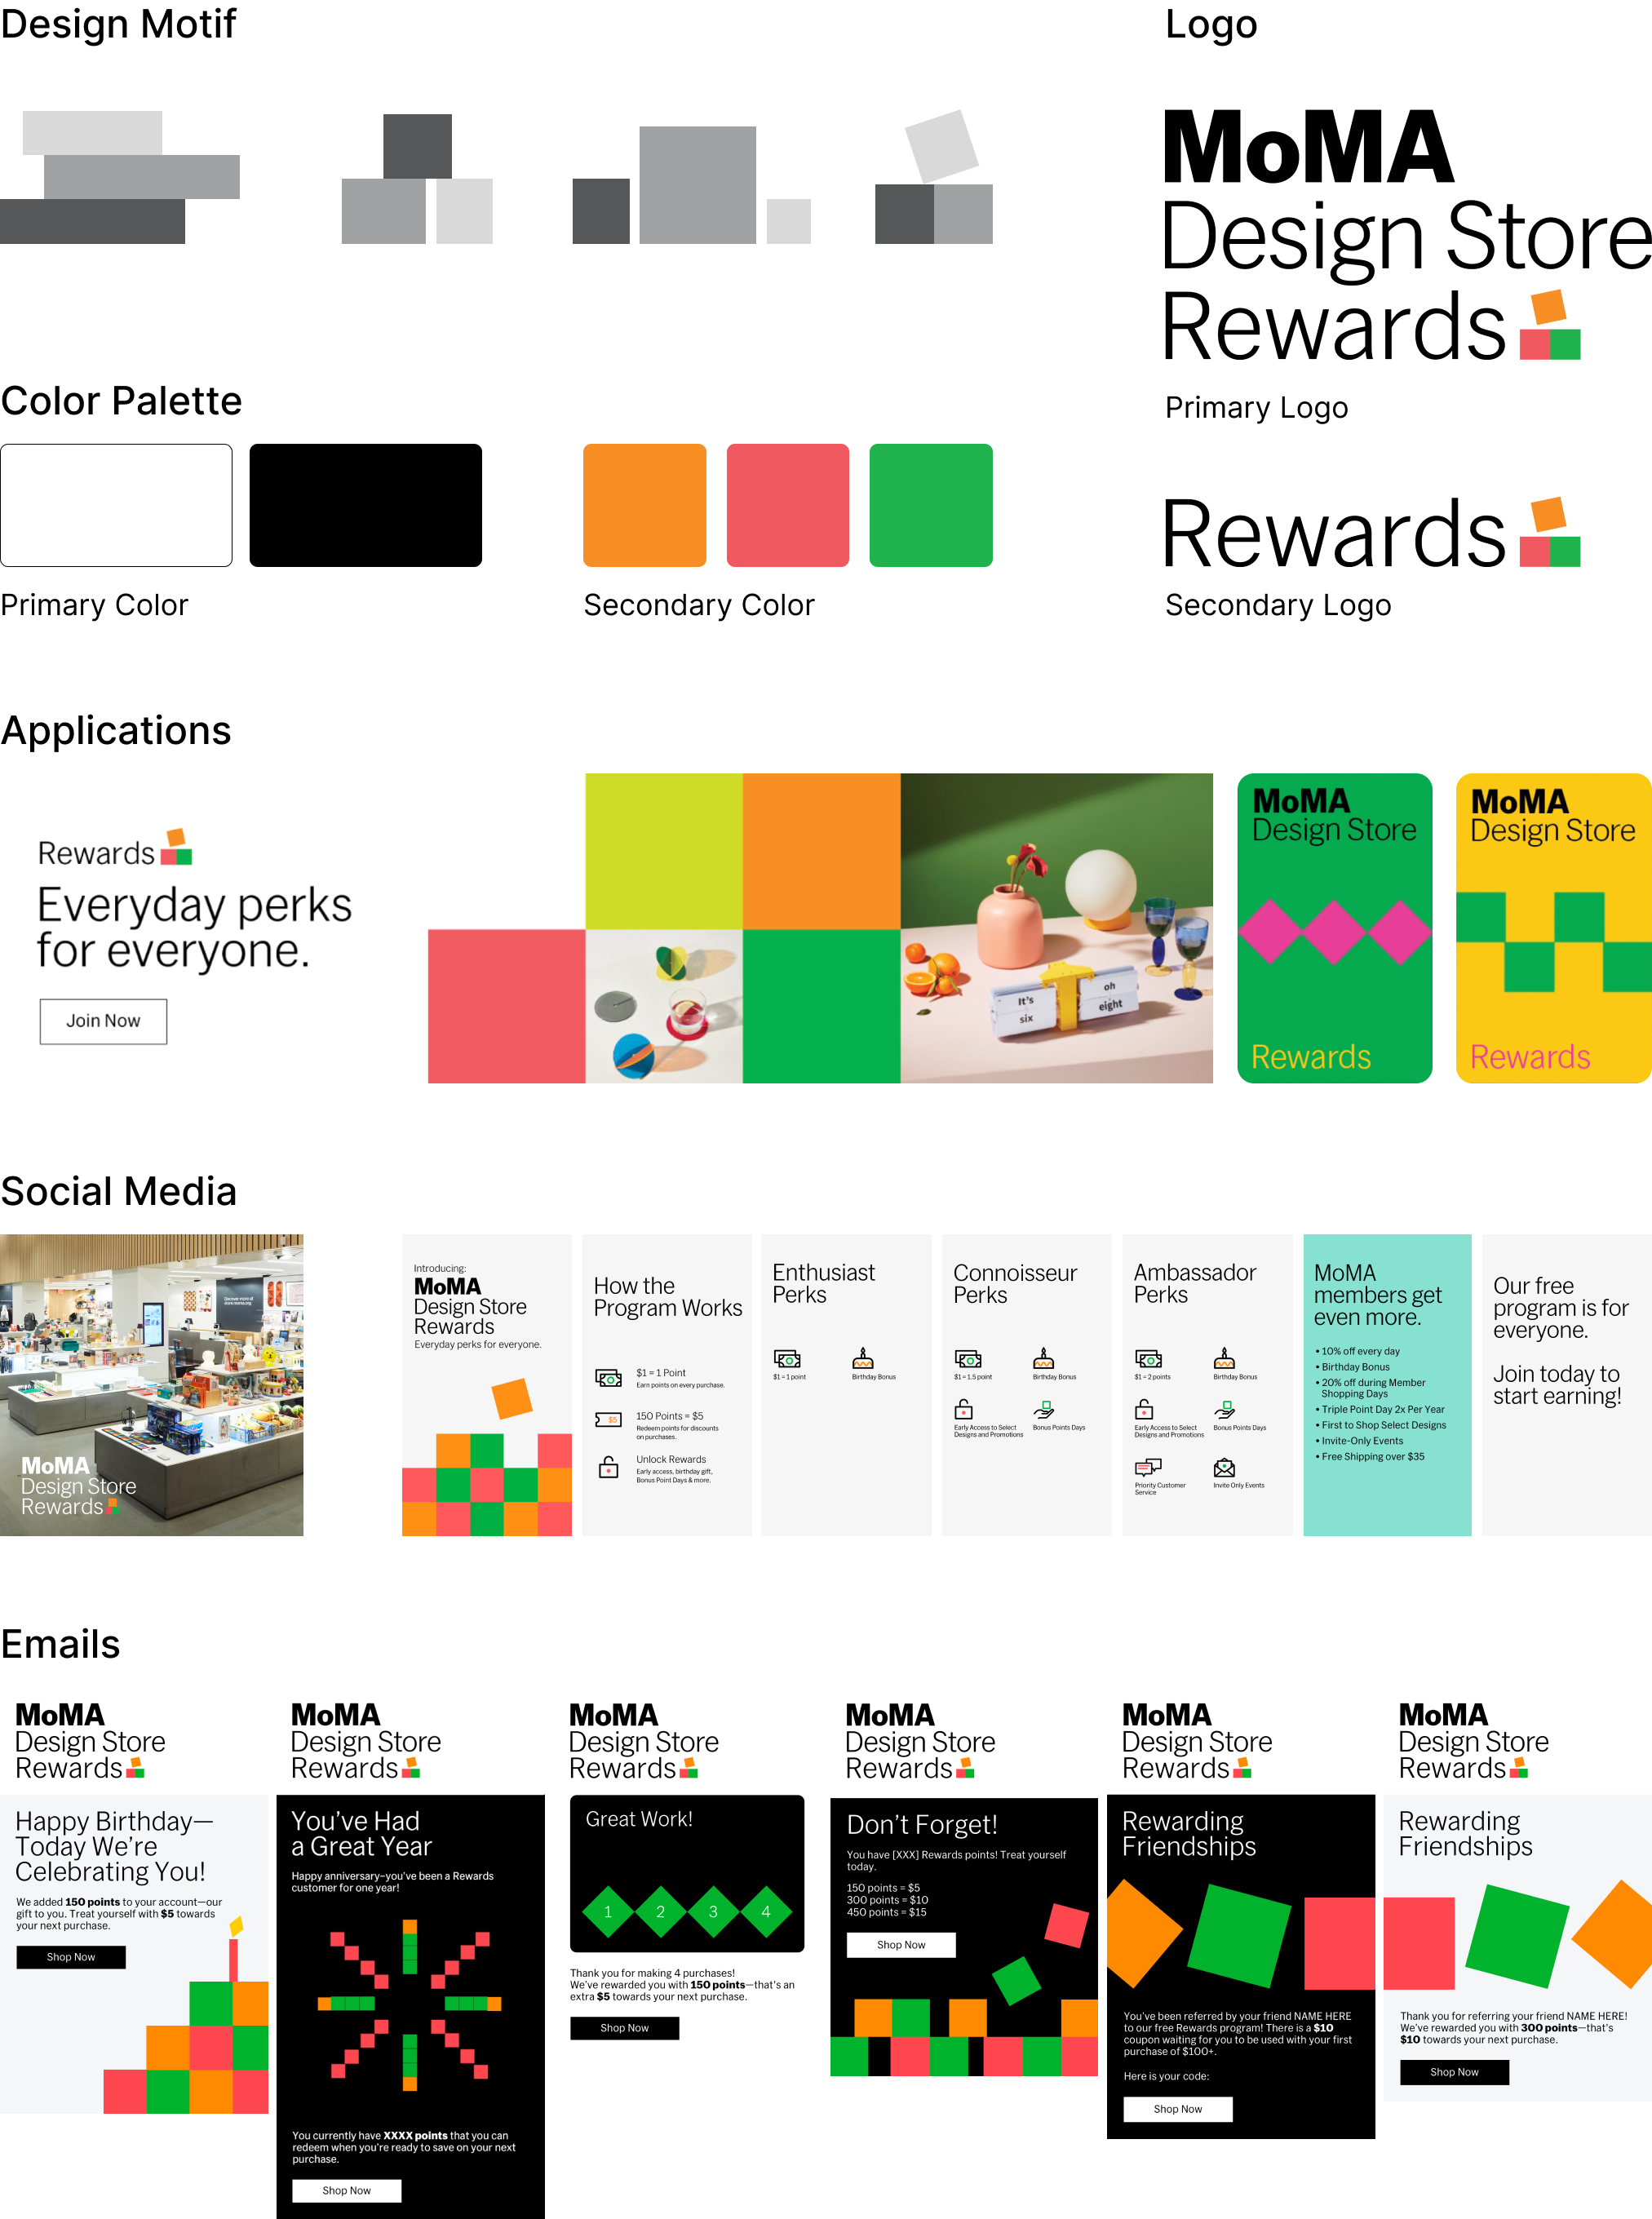 Design Motif
Logo
MoMA
Design Store
Rewards
Primary Logo
Color Palette
Primary Color
Secondary Color
Rewards
Secondary Logo
Applications
Rewards
Everyday perks
for everyone.
Join Now
It's
six
oh
eight
MoMA
Design Store
Rewards
MoMA
Design Store
Rewards
Social Media
Discover more at
store.moma.org
MoMA
Design Store
Rewards
Introducing:
MoMA
Design Store
Rewards
Everyday perks for everyone.
How the
Program Works
$1 = 1 Point
Earn points on every purchase.
$5
150 Points = $5
Redeem points for discounts
on purchases.
Unlock Rewards
Early access, birthday gift,
Bonus Point Days & more.
Enthusiast
Perks
$1 = 1 point
Birthday Bonus
Connoisseur
Perks
$1 = 1.5 point
Birthday Bonus
Early Access to Select
Designs and Promotions
Bonus Points Days
Ambassador
Perks
$1 = 2 points
Birthday Bonus
Early Access to Select
Designs and Promotions
Bonus Points Days
Priority Customer
Service
Invite Only Events
MoMA
members get
even more.
• 10% off every day
• Birthday Bonus
• 20% off during Member
Shopping Days
• Triple Point Day 2x Per Year
• First to Shop Select Designs
• Invite-Only Events
• Free Shipping over $35
Our free
program is for
everyone.
Join today to
start earning!
Emails
MoMA
Design Store
Rewards
Happy Birthday—
Today We're
Celebrating You!
We added 150 points to your account—our
gift to you. Treat yourself with $5 towards
your next purchase.
Shop Now
MoMA
Design Store
Rewards
You've Had
a Great Year
Happy anniversary–you've been a Rewards
customer for one year!
You currently have XXXX points that you can
redeem when you're ready to save on your next
purchase.
Shop Now
MoMA
Design Store
Rewards
Great Work!
1 2 3 4
Thank you for making 4 purchases!
We've rewarded you with 150 points—that's an
extra $5 towards your next purchase.
Shop Now
MoMA
Design Store
Rewards
Don't Forget!
You have [XXX] Rewards points! Treat yourself
today.
150 points = $5
300 points = $10
450 points = $15
Shop Now
MoMA
Design Store
Rewards
Rewarding
Friendships
You've been referred by your friend NAME HERE
to our free Rewards program! There is a $10
coupon waiting for you to be used with your first
purchase of $100+.
Here is your code:
Shop Now
MoMA
Design Store
Rewards
Rewarding
Friendships
Thank you for referring your friend NAME HERE!
We've rewarded you with 300 points—that's
$10 towards your next purchase.
Shop Now